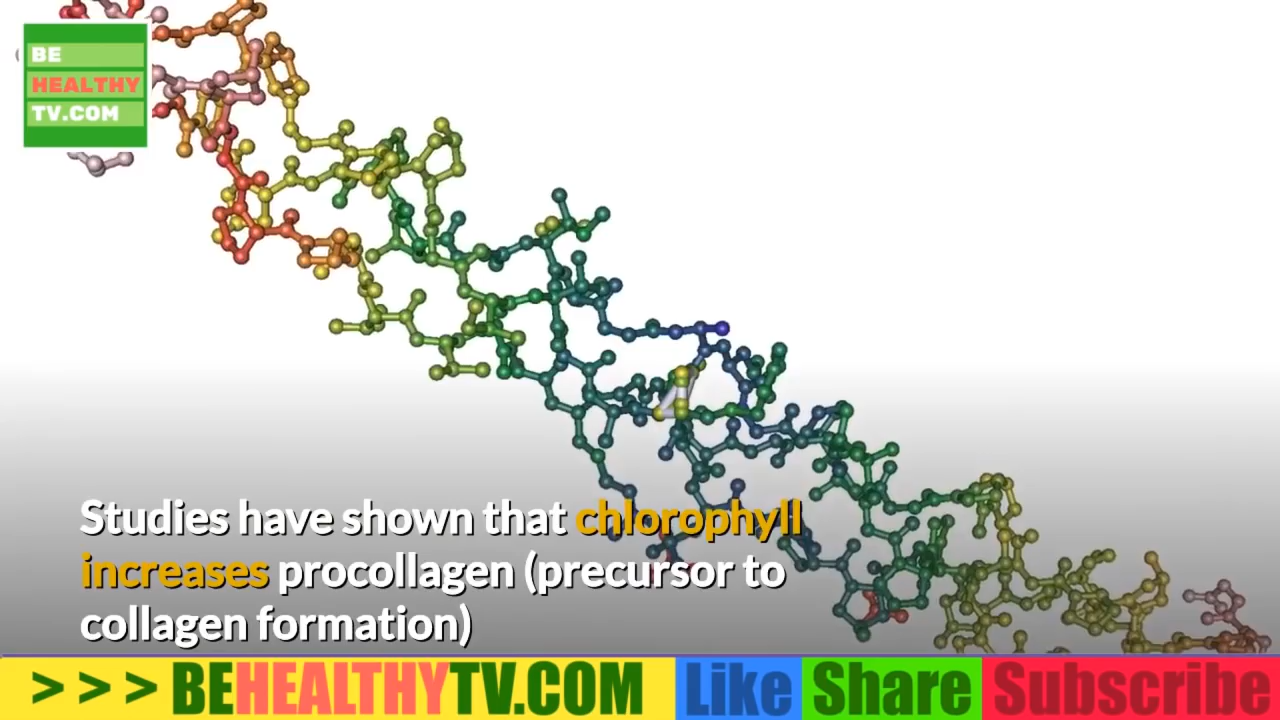 BE
HEALTHY
TV.COM
Studies have shown that chlorophyll
increases procollagen (precursor to
collagen formation)
> > > BEHEALTHYTV.COM Like Share Subscribe